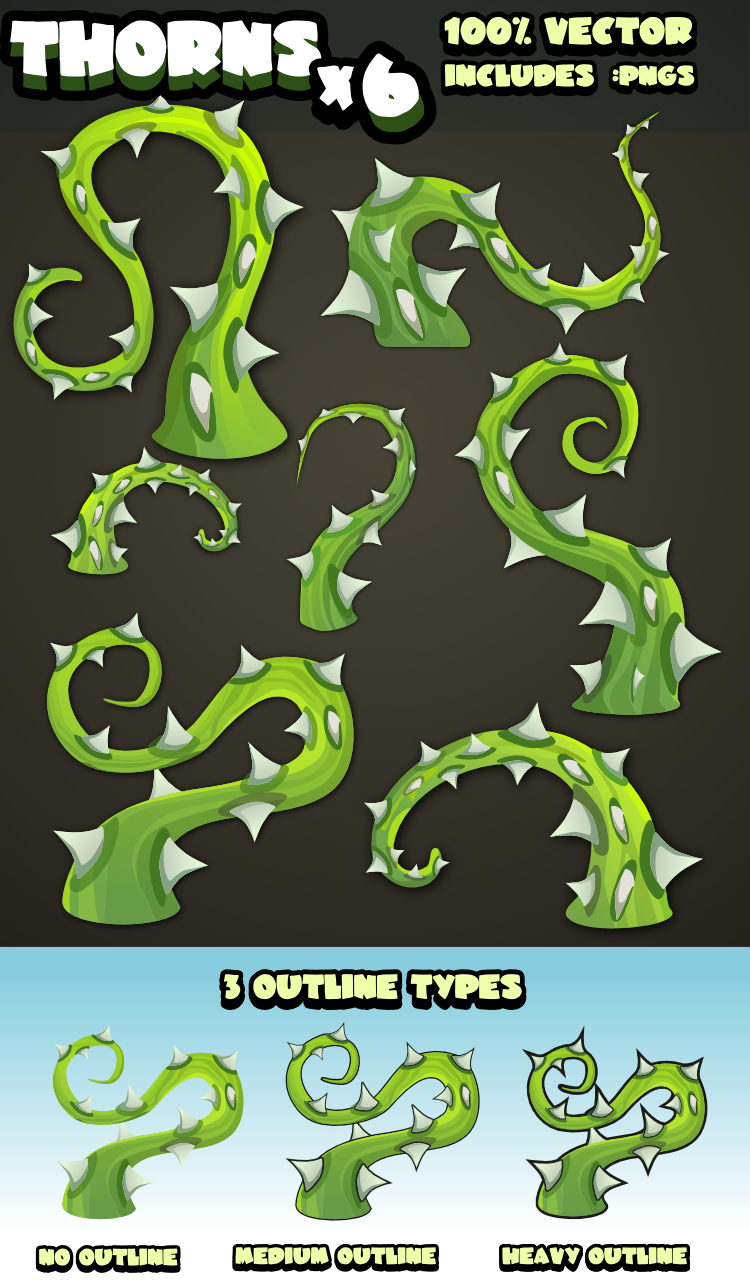 THORNS
x6
100% VECTOR
INCLUDES :PNGS
3 OUTLINE TYPES
NO OUTLINE
MEDIUM OUTLINE
HEAVY OUTLINE